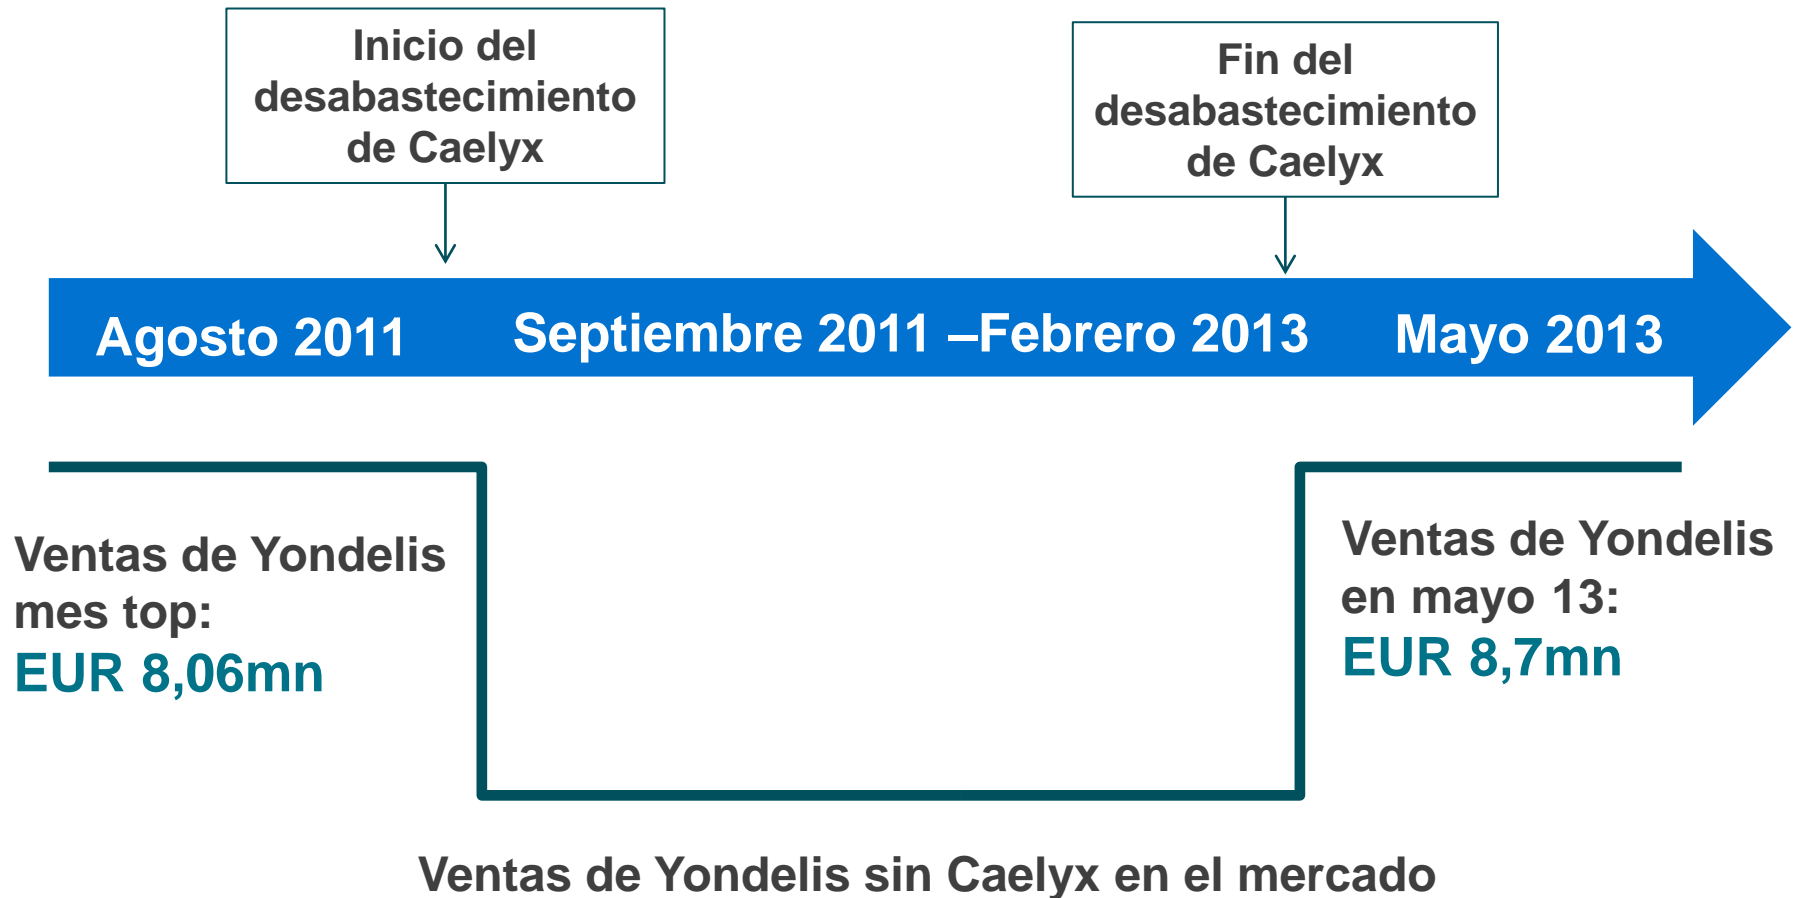 Inicio del
desabastecimiento
de Caelyx
Fin del
desabastecimiento
de Caelyx
Agosto 2011
Septiembre 2011 –Febrero 2013
Mayo 2013
Ventas de Yondelis
mes top:
EUR 8,06mn
Ventas de Yondelis
en mayo 13:
EUR 8,7mn
Ventas de Yondelis sin Caelyx en el mercado